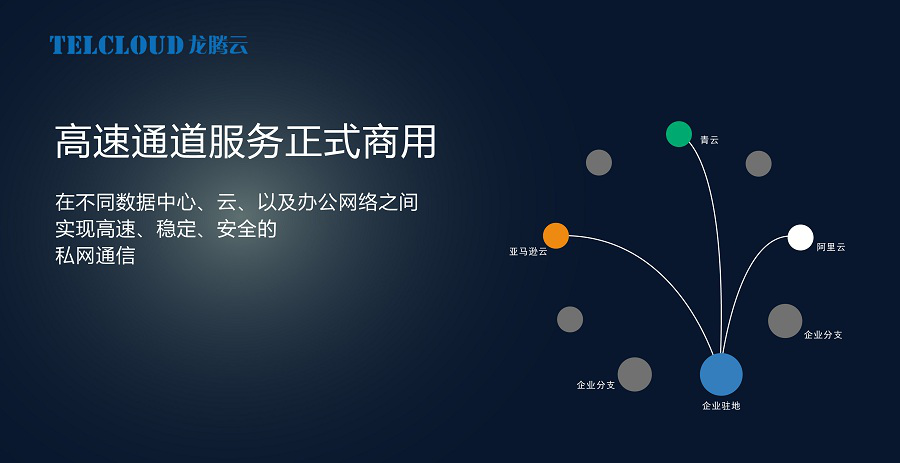 TELCLOUD 龙腾云
高速通道服务正式商用
在不同数据中心、云、以及办公网络之间
实现高速、稳定、安全的
私网通信
青云
亚马逊云
阿里云
企业分支
企业分支
企业驻地